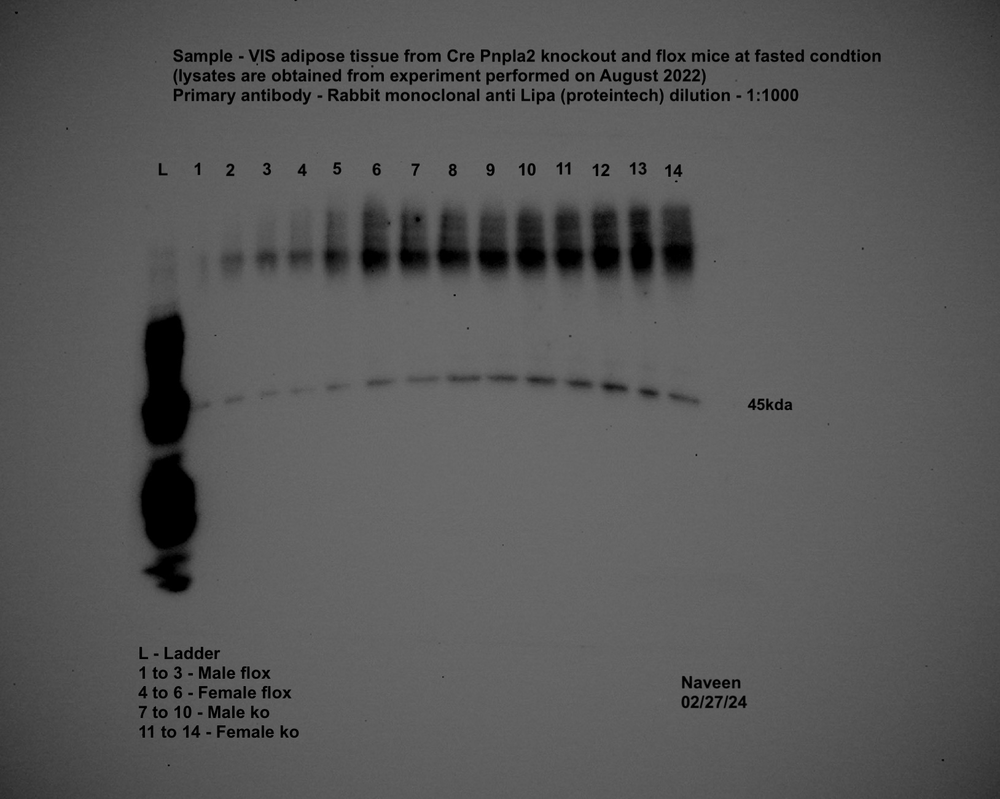 Sample - VIS adipose tissue from Cre Pnpla2 knockout and flox mice at fasted condtion
(lysates are obtained from experiment performed on August 2022)
Primary antibody - Rabbit monoclonal anti Lipa (proteintech) dilution - 1:1000
L 1 2 3 4 5 6 7 8 9 10 11 12 13 14
45kda
L - Ladder
1 to 3 - Male flox
4 to 6 - Female flox
7 to 10 - Male ko
11 to 14 - Female ko
Naveen
02/27/24